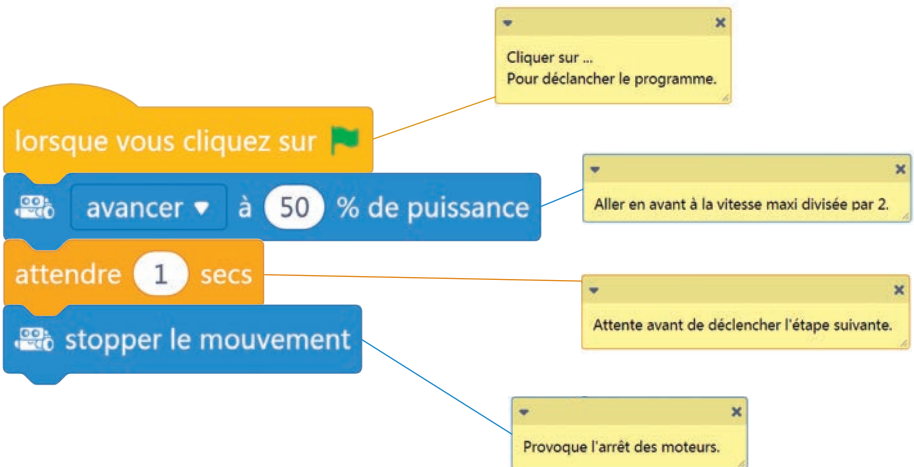 Cliquer sur ...
Pour déclancher le programme.
lorsque vous cliquez sur
avancer à 50 % de puissance
Aller en avant à la vitesse maxi divisée par 2.
attendre 1 secs
Attente avant de déclencher l'étape suivante.
stopper le mouvement
Provoque l'arrêt des moteurs.